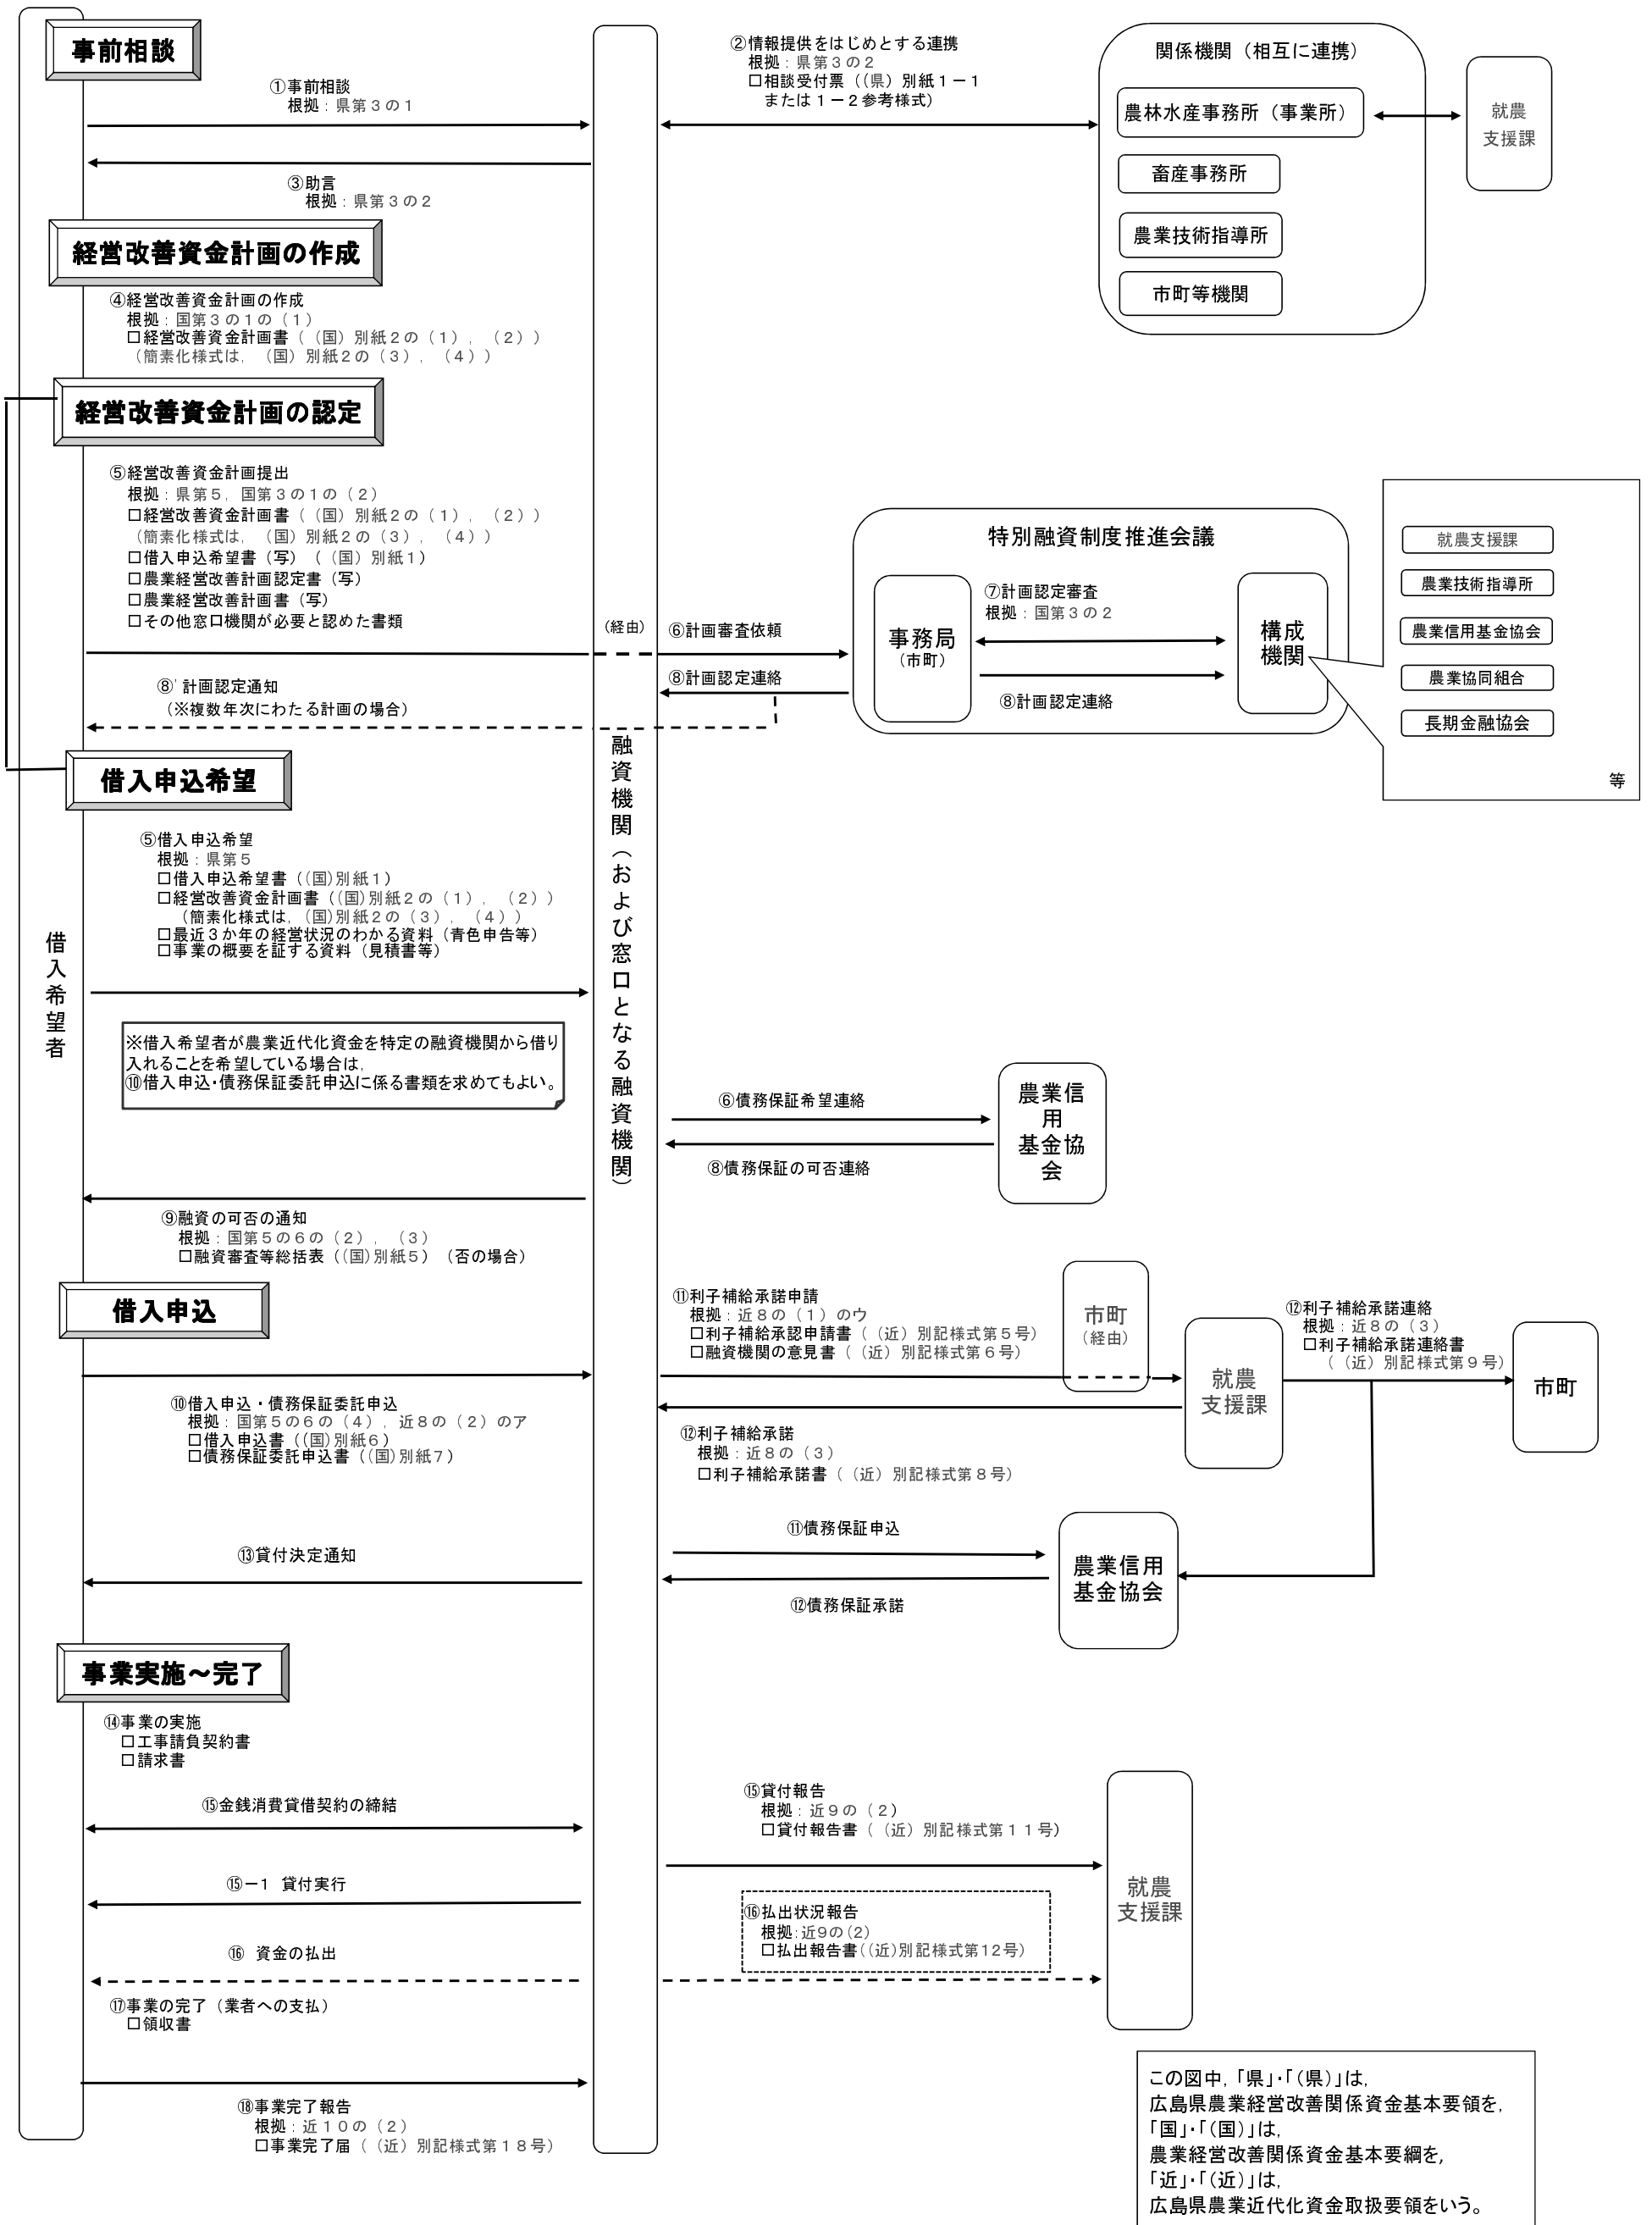 事前相談
①事前相談
根拠：県第３の１
②情報提供をはじめとする連携
根拠：県第３の２
□相談受付票（（県）別紙１－１
または１－２参考様式）
関係機関（相互に連携）
農林水産事務所（事業所）
畜産事務所
農業技術指導所
市町等機関
就農
支援課
③助言
根拠：県第３の２
経営改善資金計画の作成
④経営改善資金計画の作成
根拠：国第３の１の（１）
□経営改善資金計画書（（国）別紙２の（１），（２））
（簡素化様式は，（国）別紙２の（３），（４））
経営改善資金計画の認定
⑤経営改善資金計画提出
根拠：県第５，国第３の１の（２）
□経営改善資金計画書（（国）別紙２の（１），（２））
（簡素化様式は，（国）別紙２の（３），（４））
□借入申込希望書（写）（（国）別紙１）
□農業経営改善計画認定書（写）
□農業経営改善計画書（写）
□その他窓口機関が必要と認めた書類
（経由）
⑥計画審査依頼
⑧計画認定連絡
⑧’計画認定通知
（※複数年次にわたる計画の場合）
特別融資制度推進会議
事務局
（市町）
⑦計画認定審査
根拠：国第３の２
⑧計画認定連絡
構成
機関
就農支援課
農業技術指導所
農業信用基金協会
農業協同組合
長期金融協会
等
借入申込希望
⑤借入申込希望
根拠：県第５
□借入申込希望書（（国）別紙１）
□経営改善資金計画書（（国）別紙２の（１），（２））
（簡素化様式は，（国）別紙２の（３），（４））
□最近３か年の経営状況のわかる資料（青色申告等）
□事業の概要を証する資料（見積書等）
借入希望者
融資機関（および窓口となる融資機関）
※借入希望者が農業近代化資金を特定の融資機関から借り
入れることを希望している場合は，
⑩借入申込・債務保証委託申込に係る書類を求めてもよい。
⑥債務保証希望連絡
⑧債務保証の可否連絡
農業信
用
基金協
会
⑨融資の可否の通知
根拠：国第５の６の（２），（３）
□融資審査等総括表（（国）別紙５）（否の場合）
借入申込
⑩借入申込・債務保証委託申込
根拠：国第５の６の（４），近８の（２）のア
□借入申込書（（国）別紙６）
□債務保証委託申込書（（国）別紙７）
⑪利子補給承諾申請
根拠：近８の（１）のウ
□利子補給承認申請書（（近）別記様式第５号）
□融資機関の意見書（（近）別記様式第６号）
市町
（経由）
就農
支援課
⑫利子補給承諾連絡
根拠：近８の（３）
□利子補給承諾連絡書
（（近）別記様式第９号）
市町
⑫利子補給承諾
根拠：近８の（３）
□利子補給承諾書（（近）別記様式第８号）
⑪債務保証申込
⑫債務保証承諾
農業信用
基金協会
⑬貸付決定通知
事業実施～完了
⑭事業の実施
□工事請負契約書
□請求書
⑮金銭消費貸借契約の締結
⑮－1　貸付実行
⑯　資金の払出
⑮貸付報告
根拠：近９の（２）
□貸付報告書（（近）別記様式第１１号）
⑯払出状況報告
根拠:近９の(2)
□払出報告書((近)別記様式第12号)
就農
支援課
⑰事業の完了（業者への支払）
□領収書
⑱事業完了報告
根拠：近１０の（２）
□事業完了届（（近）別記様式第１８号）
この図中，「県」・「（県）」は，
広島県農業経営改善関係資金基本要領を，
「国」・「（国）」は，
農業経営改善関係資金基本要綱を，
「近」・「（近）」は，
広島県農業近代化資金取扱要領をいう。